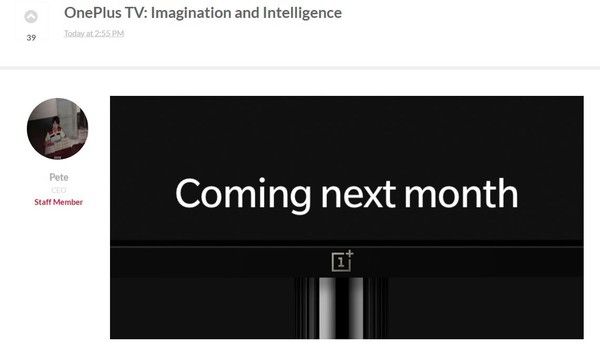 OnePlus TV: Imagination and Intelligence
39
Today at 2:55 PM
Pete
CEO
Staff Member
Coming next month
1+